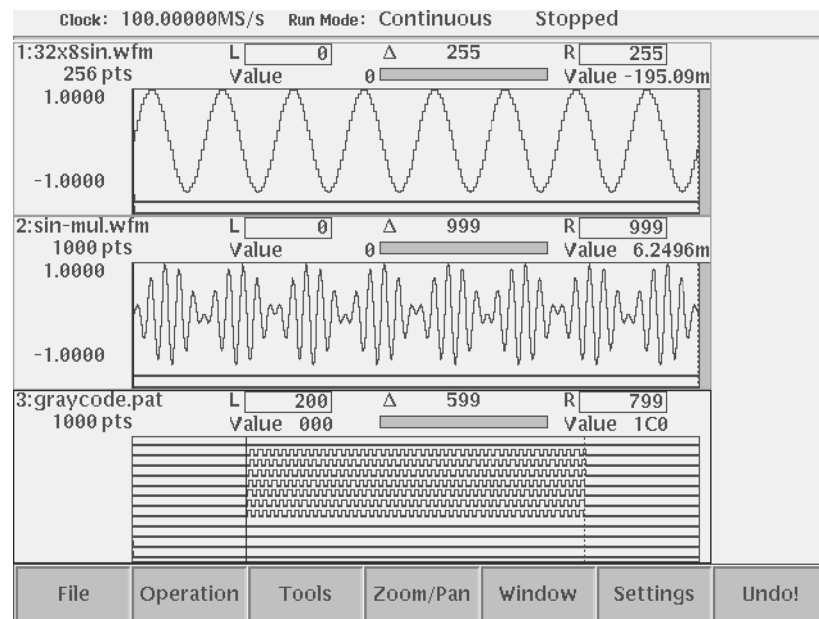 Clock: 100.00000MS/s Run Mode: Continuous Stopped
1:32x8sin.wfm L 0 Δ 255 R 255
256 pts Value 0 Value -195.09m
1.0000
-1.0000
2:sin-mul.wfm L 0 Δ 999 R 999
1000 pts Value 0 Value 6.2496m
1.0000
-1.0000
3:graycode.pat L 200 Δ 599 R 799
1000 pts Value 000 Value 1C0
File Operation Tools Zoom/Pan Window Settings Undo!